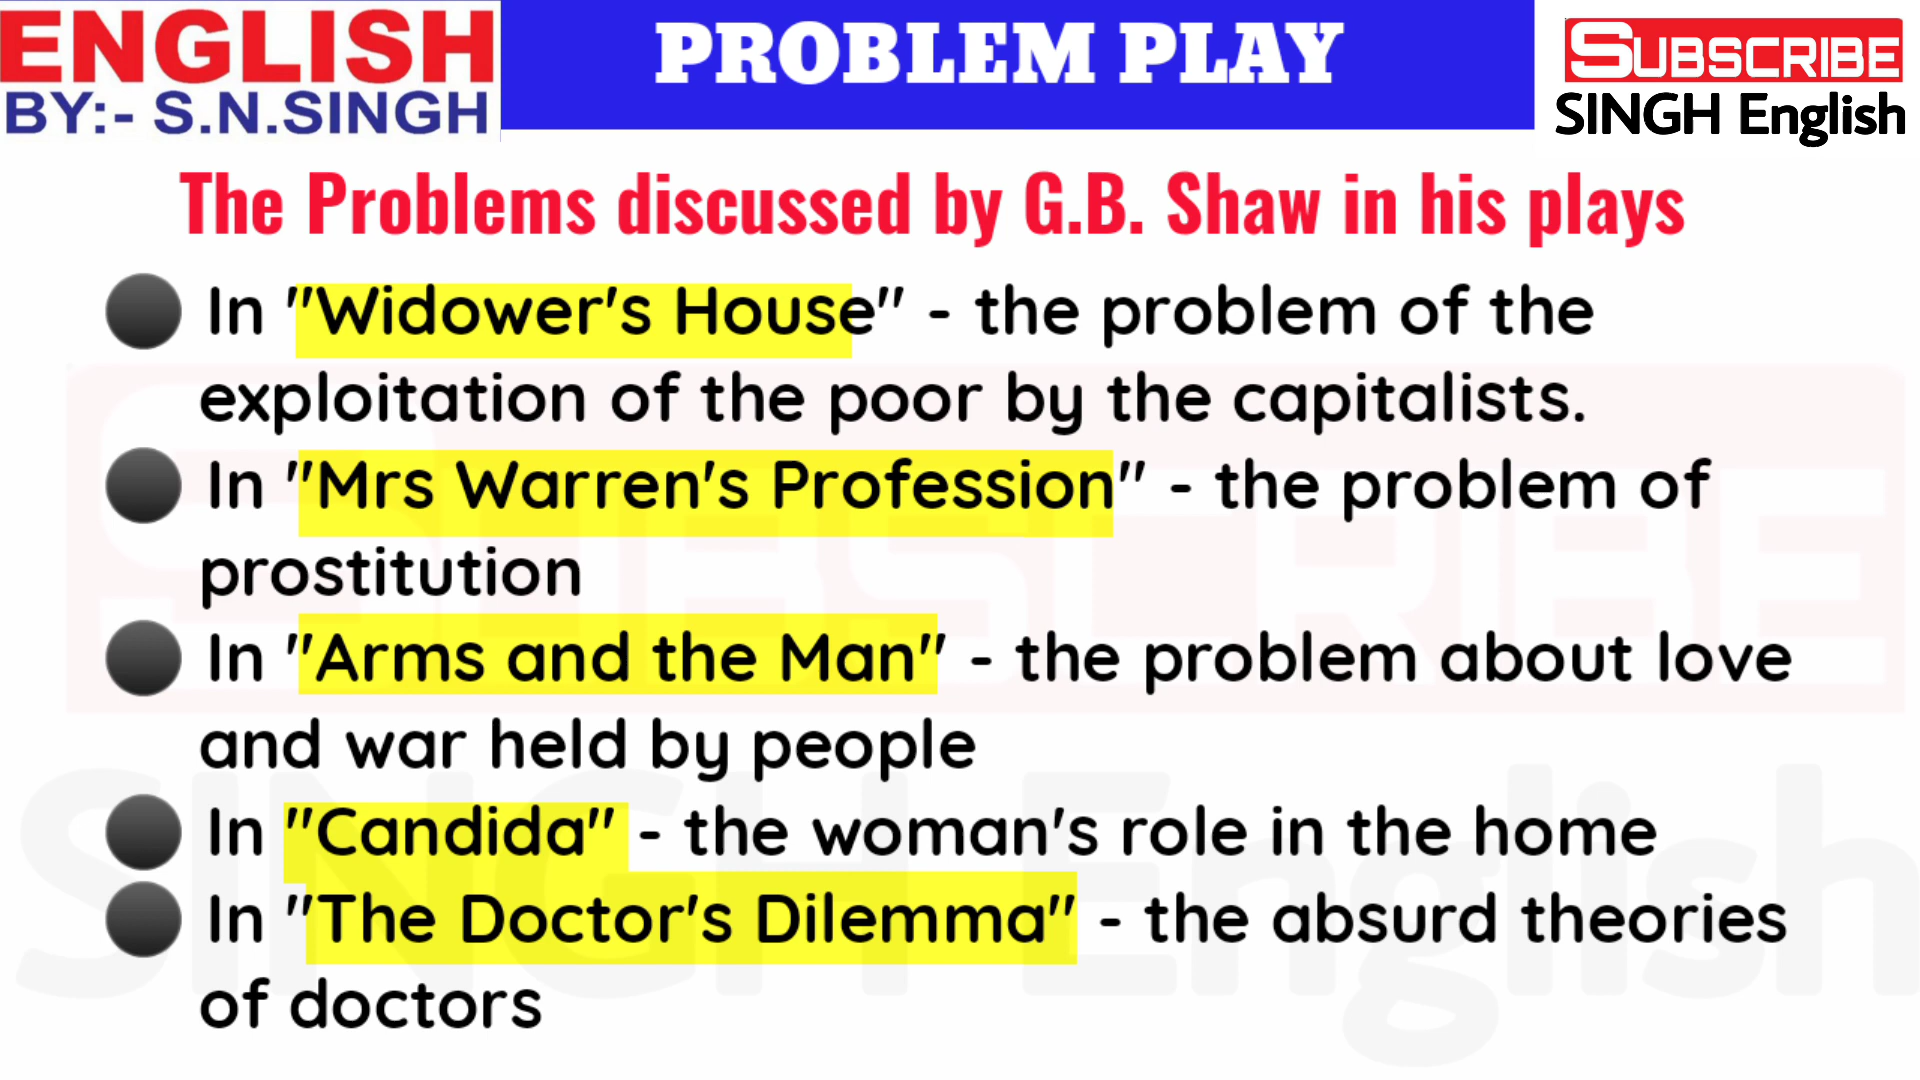 ENGLISH
BY:- S.N.SINGH
PROBLEM PLAY
SUBSCRIBE
SINGH English
The Problems discussed by G.B. Shaw in his plays
In "Widower's House" - the problem of the
exploitation of the poor by the capitalists.
In "Mrs Warren's Profession" - the problem of
prostitution
In "Arms and the Man" - the problem about love
and war held by people
In "Candida" - the woman's role in the home
In "The Doctor's Dilemma" - the absurd theories
of doctors
SUBSCRIBE
SINGH English